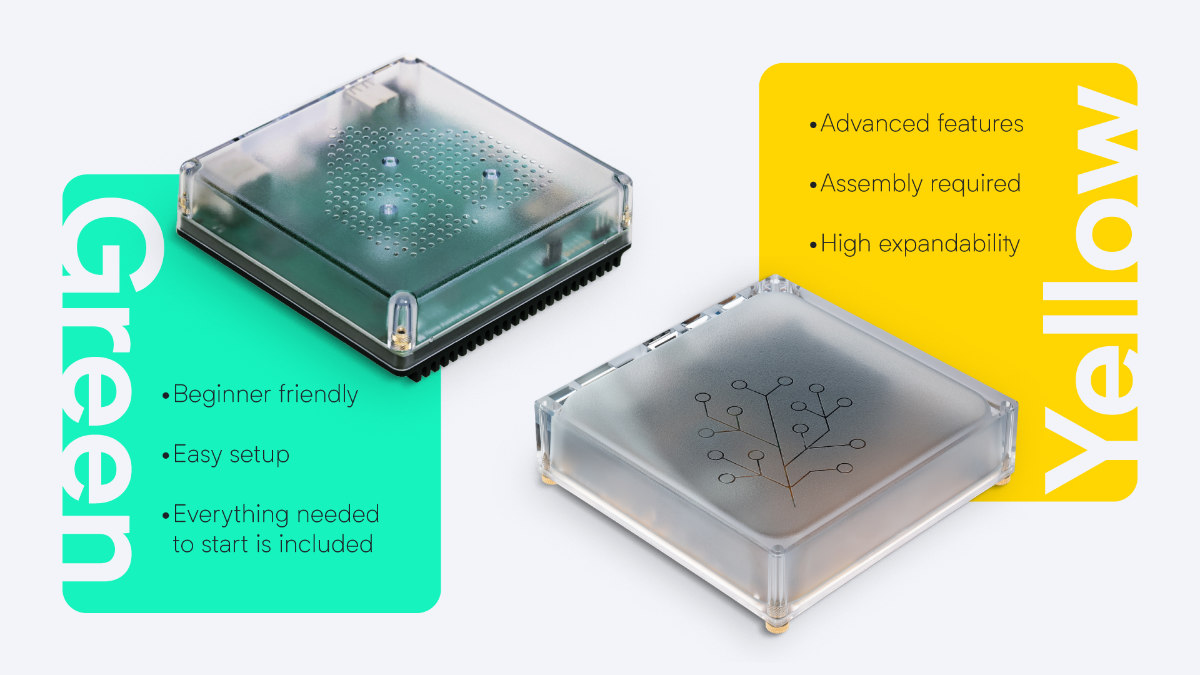 Green
•Beginner friendly
•Easy setup
•Everything needed
to start is included
Yellow
•Advanced features
•Assembly required
•High expandability